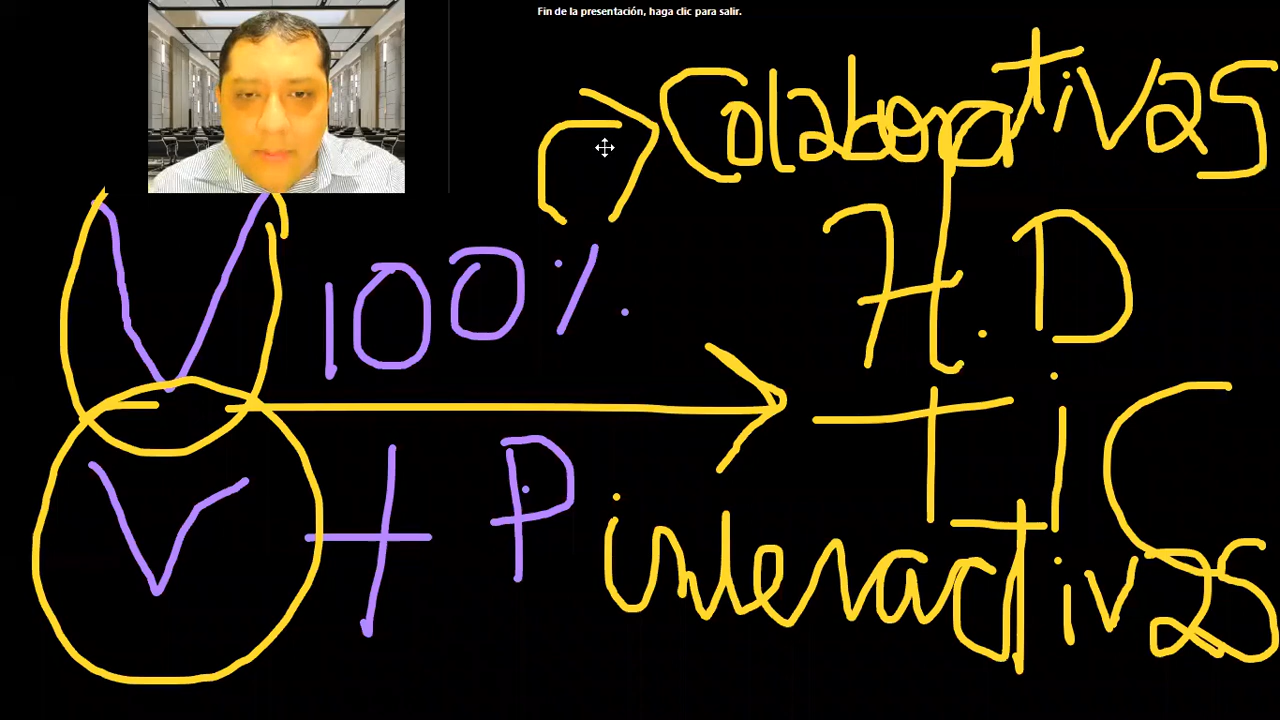 Fin de la presentación, haga clic para salir.
Colaborativas
V 100%. H.D
TIC
V + P
interactivas